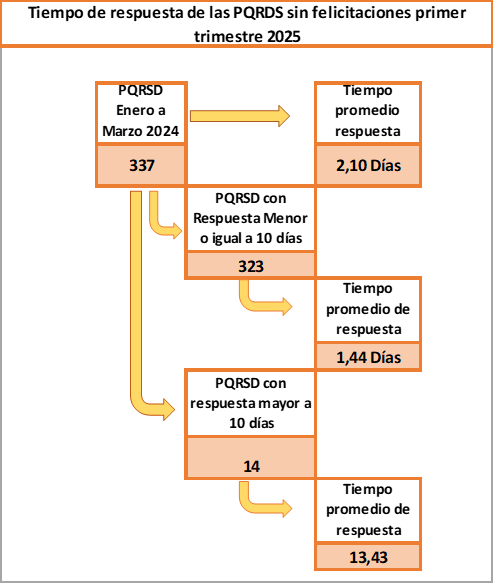 Tiempo de respuesta de las PQRDS sin felicitaciones primer
trimestre 2025
PQRSD
Enero a
Marzo 2024
337
Tiempo
promedio
respuesta
2,10 Días
PQRSD con
Respuesta Menor
o igual a 10 días
323
Tiempo
promedio de
respuesta
1,44 Días
PQRSD con
respuesta mayor a
10 días
14
Tiempo
promedio de
respuesta
13,43